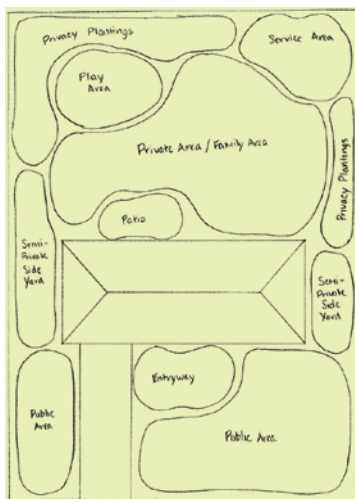 Privacy Plantings
Service Area
Play
Area
Private Area / Family Area
Privacy Plantings
Patio
Semi-
Private
Side
Yard
Semi-
Private
Side
Yard
Entryway
Public
Area
Public Area